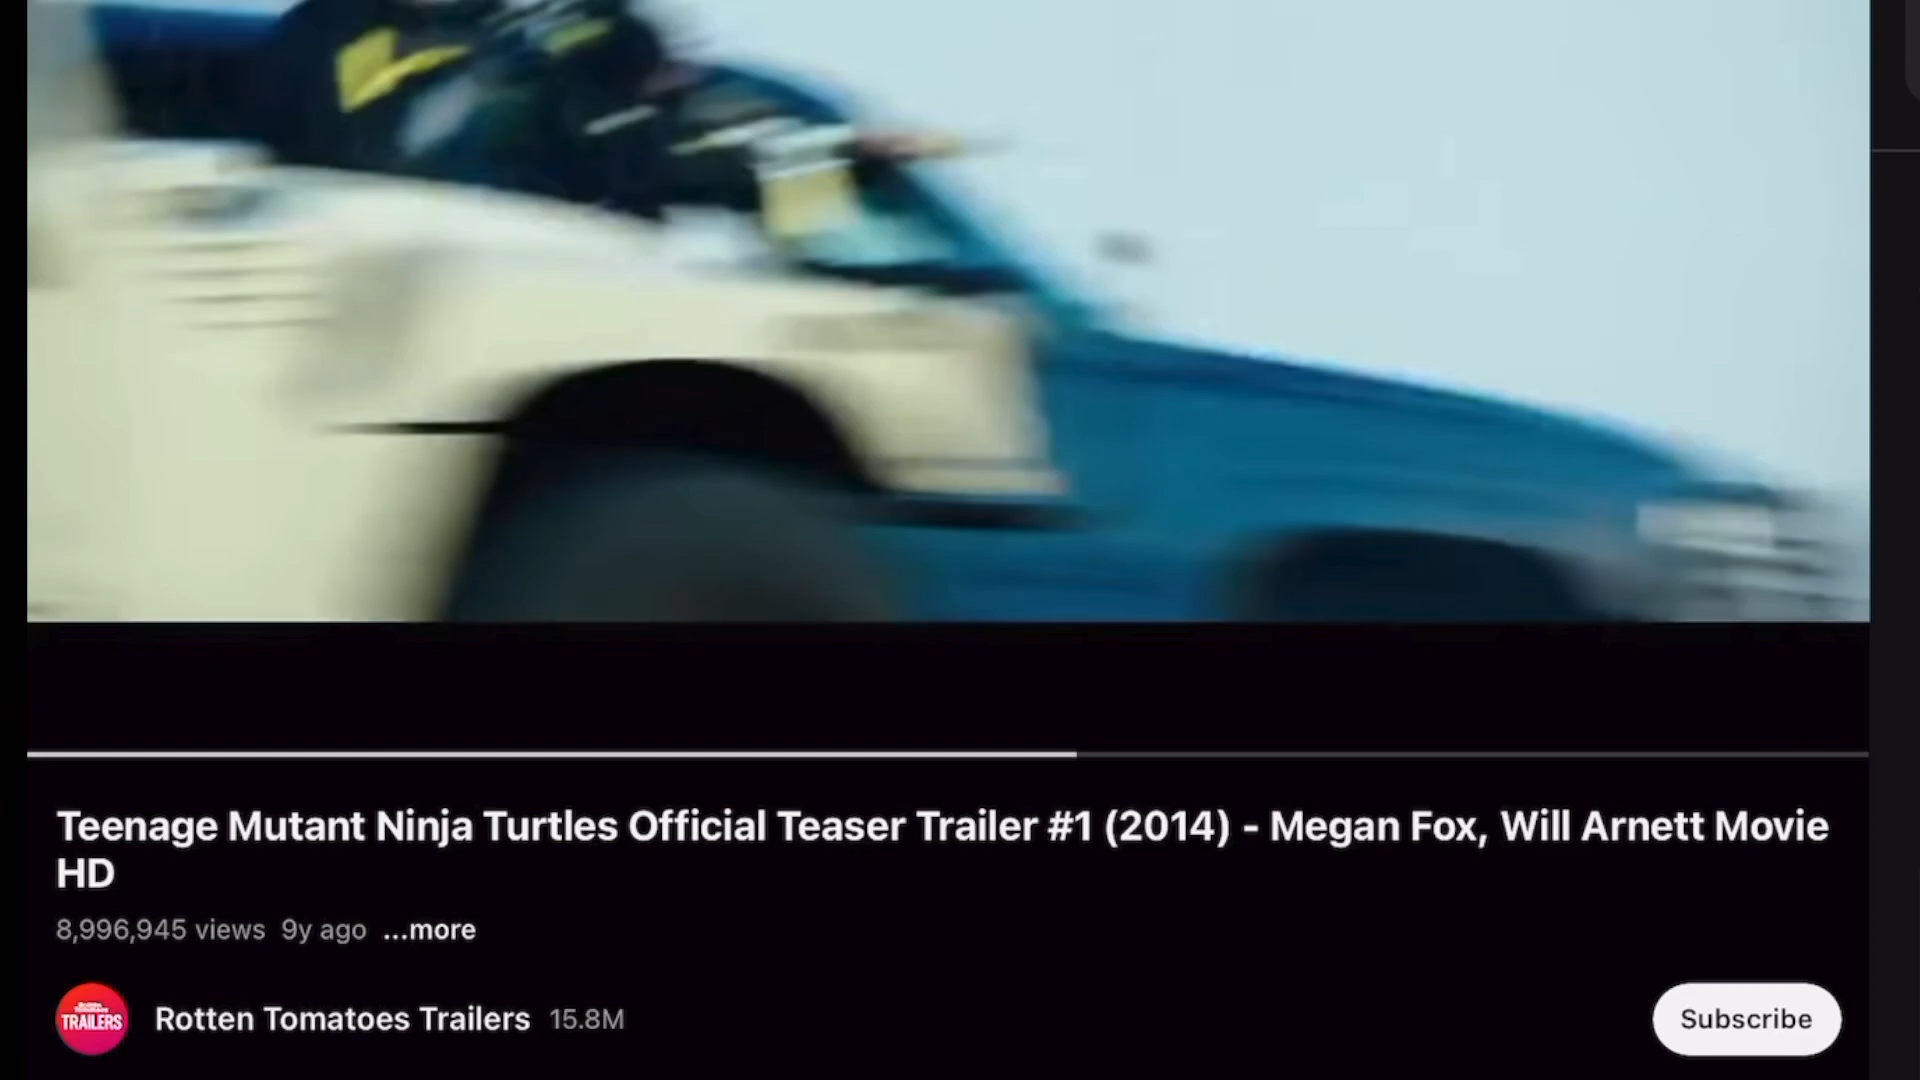 Teenage Mutant Ninja Turtles Official Teaser Trailer #1 (2014) - Megan Fox, Will Arnett Movie
HD
8,996,945 views 9y ago ...more
TRAILERS
Rotten Tomatoes Trailers 15.8M
Subscribe